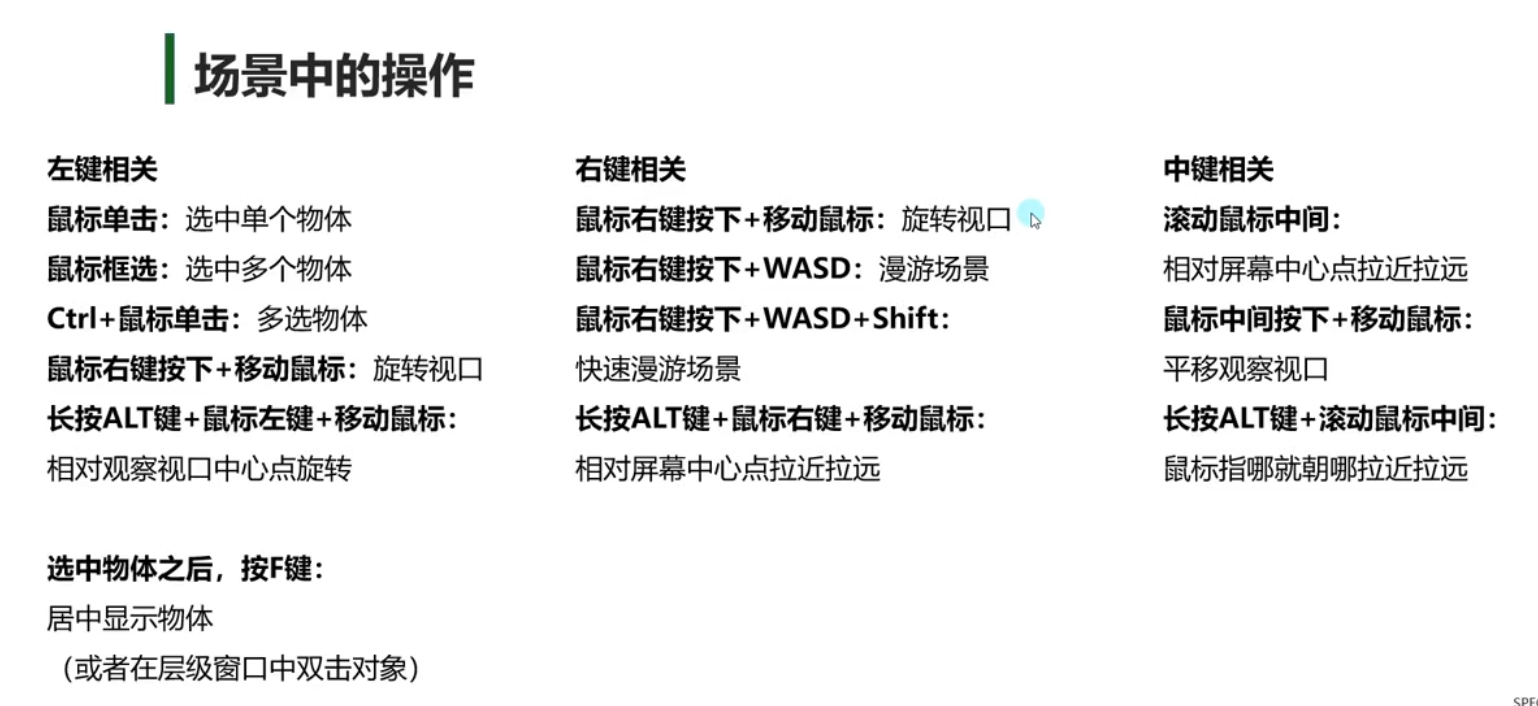 场景中的操作
左键相关
鼠标单击：选中单个物体
鼠标框选：选中多个物体
Ctrl+鼠标单击：多选物体
鼠标右键按下+移动鼠标：旋转视口
长按ALT键+鼠标左键+移动鼠标：
相对观察视口中心点旋转
选中物体之后，按F键：
居中显示物体
（或者在层级窗口中双击对象）
右键相关
鼠标右键按下+移动鼠标：旋转视口
鼠标右键按下+WASD：漫游场景
鼠标右键按下+WASD+Shift：
快速漫游场景
长按ALT键+鼠标右键+移动鼠标：
相对屏幕中心点拉近拉远
中键相关
滚动鼠标中间：
相对屏幕中心点拉近拉远
鼠标中间按下+移动鼠标：
平移观察视口
长按ALT键+滚动鼠标中间：
鼠标指哪就朝哪拉近拉远